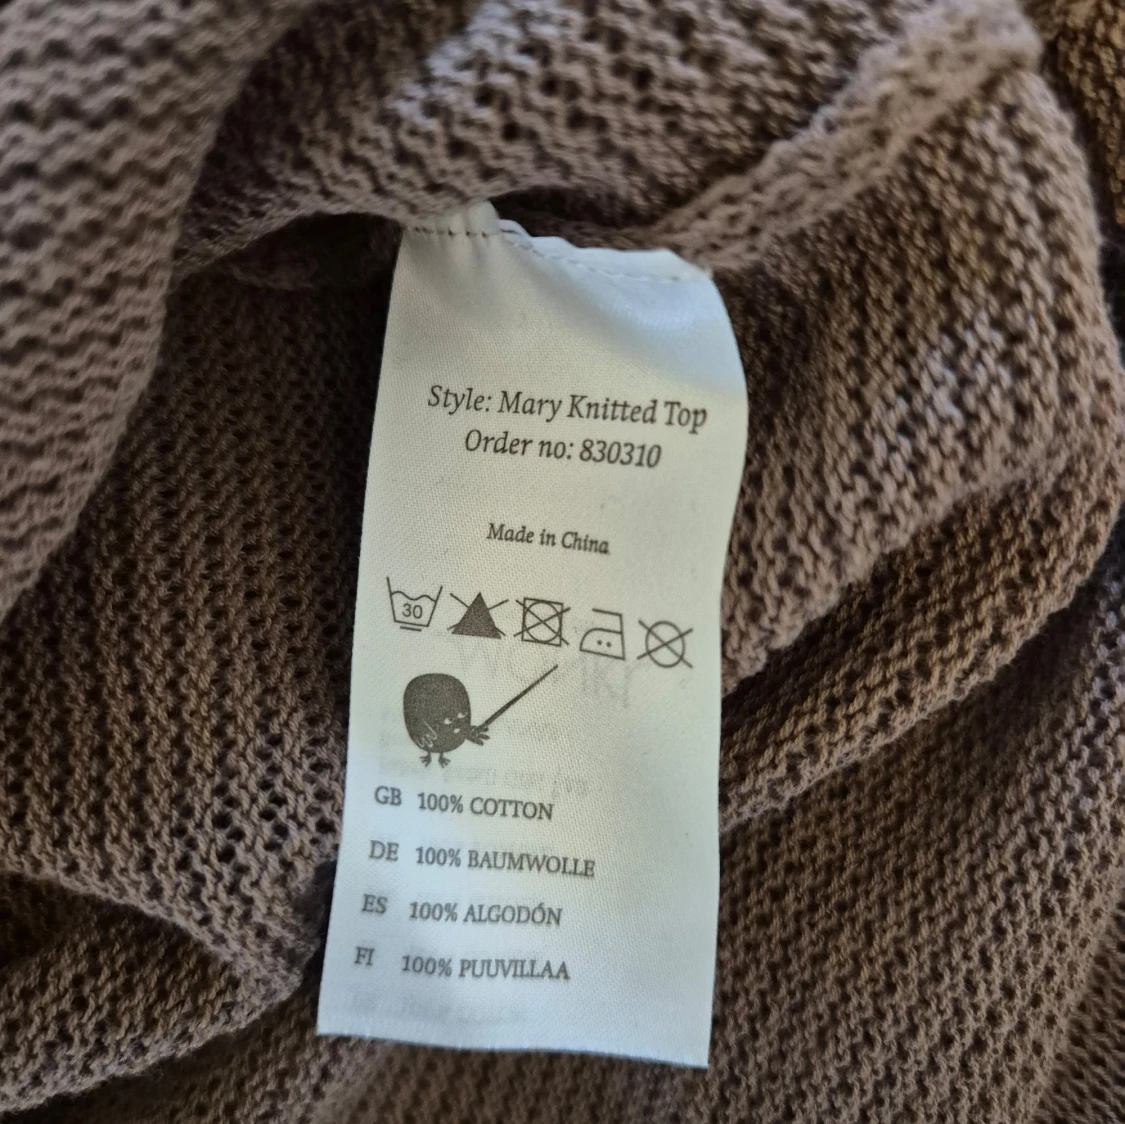 Style: Mary Knitted Top
Order no: 830310
Made in China
30
GB 100% COTTON
DE 100% BAUMWOLLE
ES 100% ALGODÓN
FI 100% PUUVILLAA